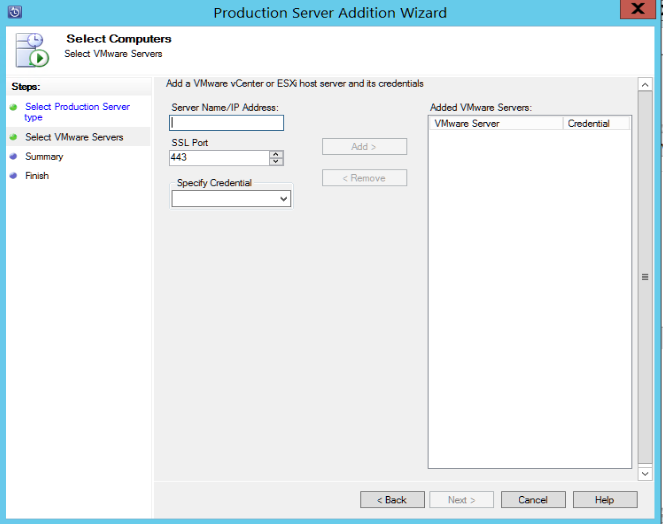 Production Server Addition Wizard
X
Select Computers
Select VMware Servers
Steps:
Select Production Server
type
Select VMware Servers
Summary
Finish
Add a VMware vCenter or ESXi host server and its credentials
Server Name/IP Address:
SSL Port
443
Specify Credential
Add >
< Remove
Added VMware Servers:
VMware Server
Credential
< Back
Next >
Cancel
Help